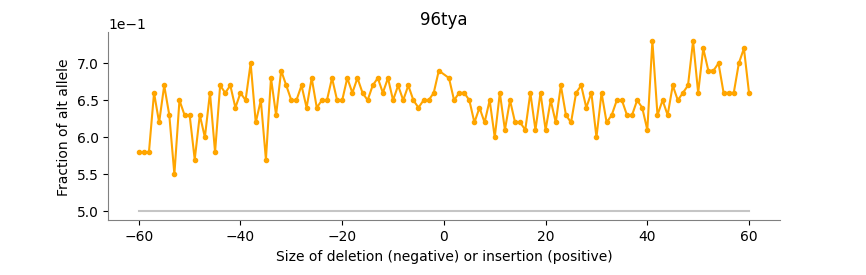 96tya
1e−1
Fraction of alt allele
7.0
6.5
6.0
5.5
5.0
−60 −40 −20 0 20 40 60
Size of deletion (negative) or insertion (positive)